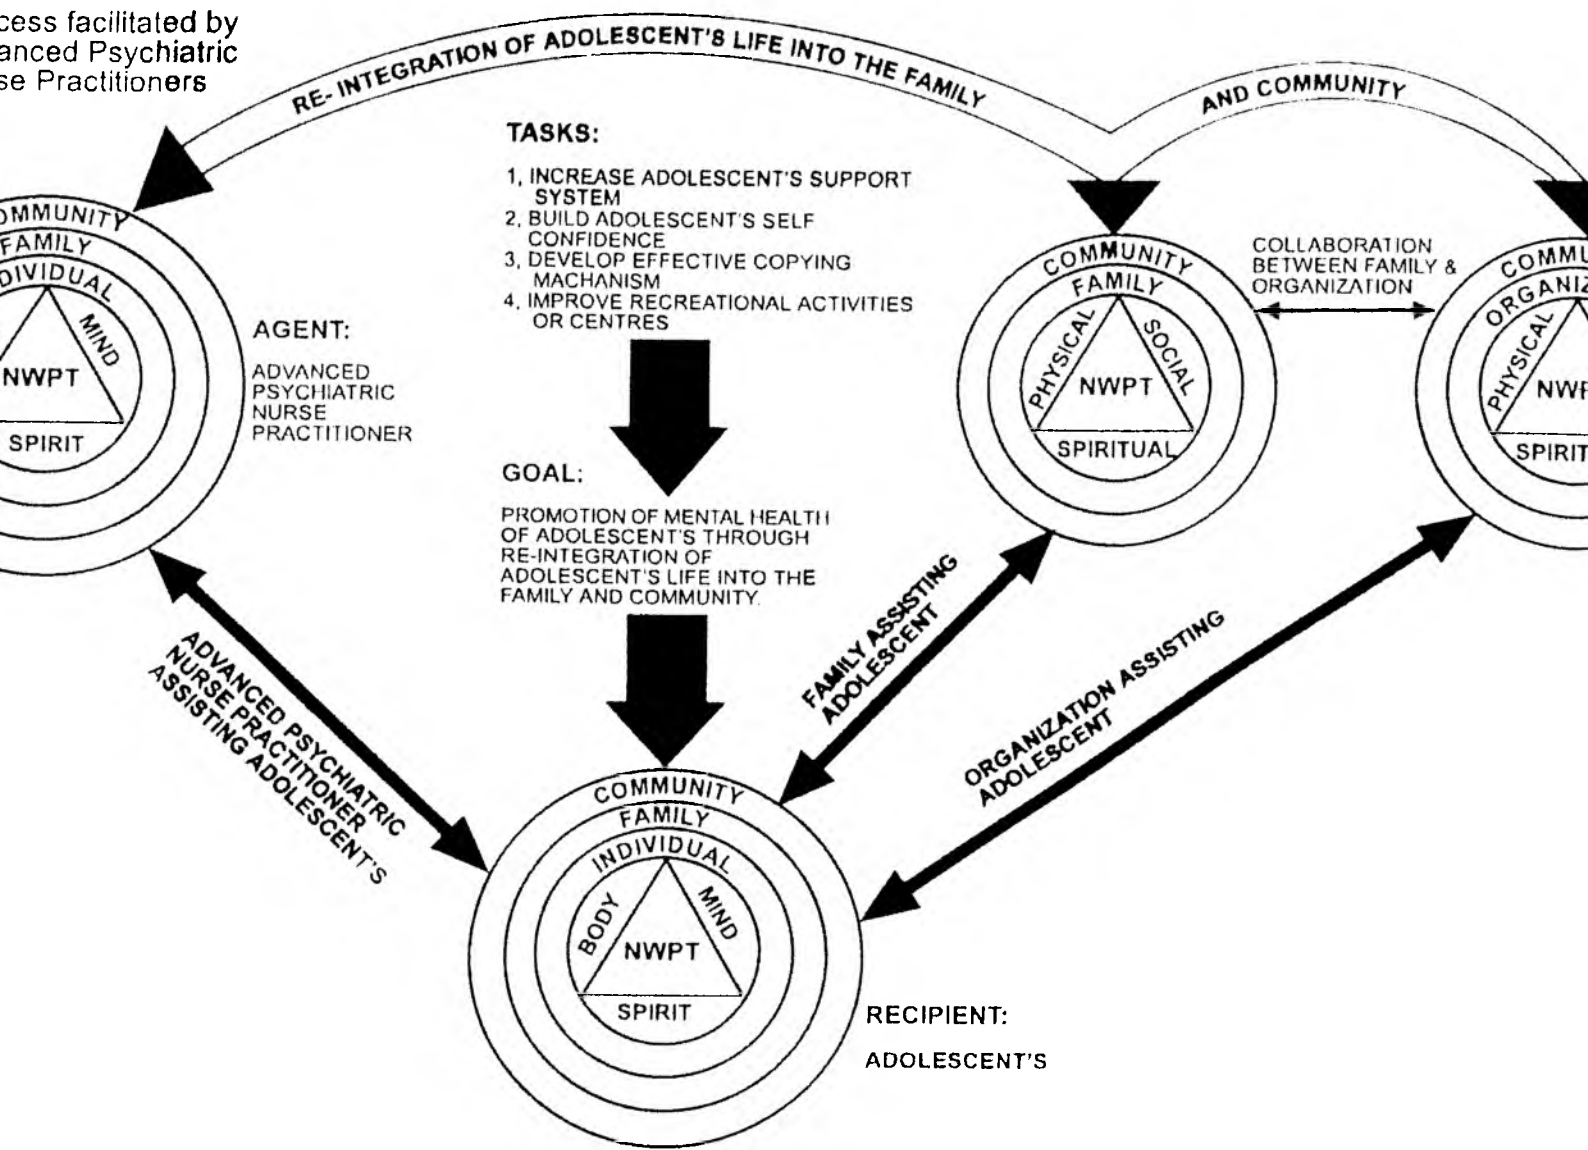 cess facilitated by
anced Psychiatric
se Practitioners
RE- INTEGRATION OF ADOLESCENT'S LIFE INTO THE FAMILY
AND COMMUNITY
TASKS:
1, INCREASE ADOLESCENT'S SUPPORT
SYSTEM
2, BUILD ADOLESCENT'S SELF
CONFIDENCE
3, DEVELOP EFFECTIVE COPYING
MACHANISM
4, IMPROVE RECREATIONAL ACTIVITIES
OR CENTRES
OMMUNITY
FAMILY
DIVIDUAL
MIND
NWPT
SPIRIT
AGENT:
ADVANCED
PSYCHIATRIC
NURSE
PRACTITIONER
COMMUNITY
FAMILY
PHYSICAL
SOCIAL
NWPT
SPIRITUAL
COLLABORATION
BETWEEN FAMILY &
ORGANIZATION
COMMU
ORGANIZ
PHYSICAL
NWP
SPIRIT
GOAL:
PROMOTION OF MENTAL HEALTH
OF ADOLESCENT'S THROUGH
RE-INTEGRATION OF
ADOLESCENT'S LIFE INTO THE
FAMILY AND COMMUNITY.
ADVANCED PSYCHIATRIC
NURSE PRACTITIONER
ASSISTING ADOLESCENT'S
FAMILY ASSISTING
ADOLESCENT
ORGANIZATION ASSISTING
ADOLESCENT
COMMUNITY
FAMILY
INDIVIDUAL
BODY
MIND
NWPT
SPIRIT
RECIPIENT:
ADOLESCENT'S